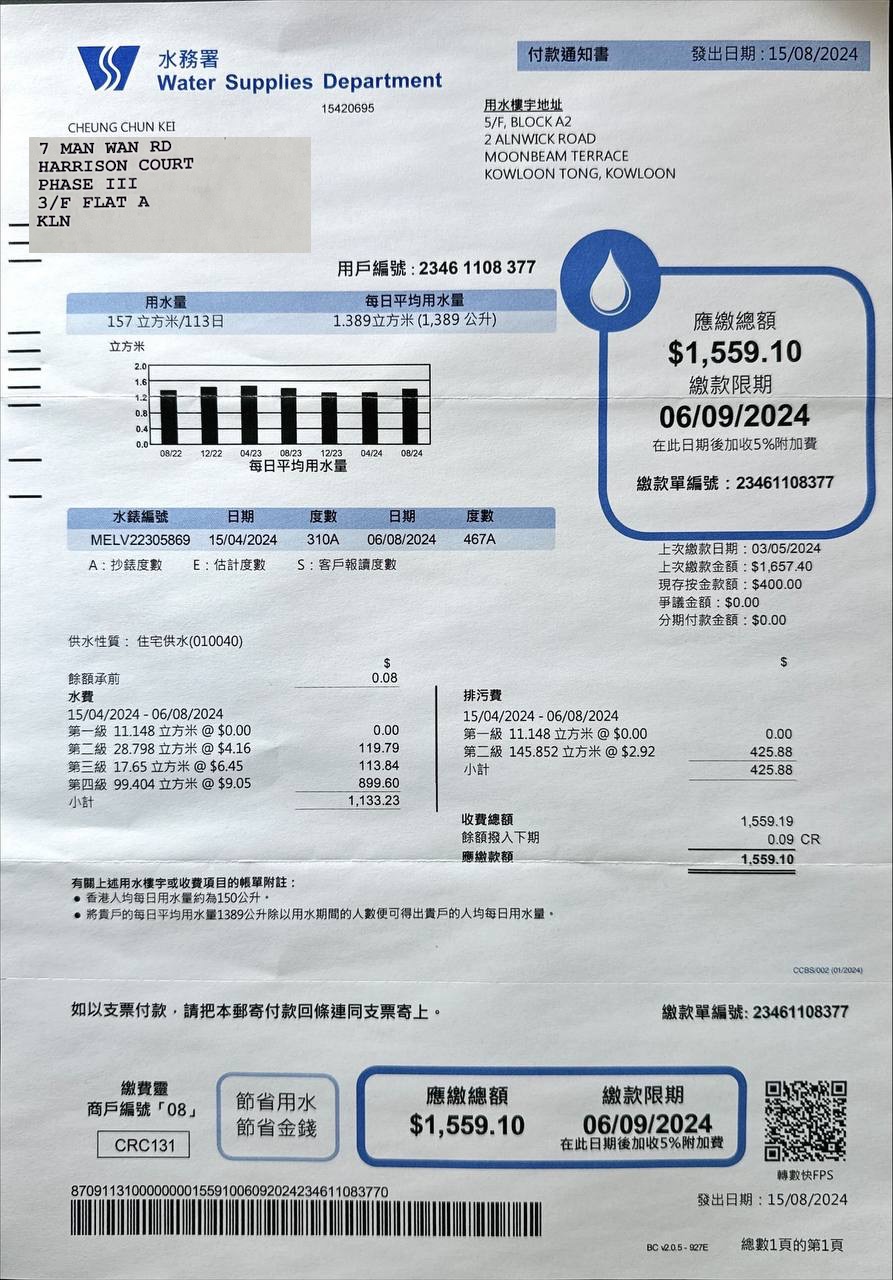 水務署
Water Supplies Department
付款通知書 發出日期 : 15/08/2024
15420695
CHEUNG CHUN KEI
7 MAN WAN RD
HARRISON COURT
PHASE III
3/F FLAT A
KLN
用水樓宇地址
5/F, BLOCK A2
2 ALNWICK ROAD
MOONBEAM TERRACE
KOWLOON TONG, KOWLOON
用戶編號 : 2346 1108 377
用水量 每日平均用水量
157 立方米/113日 1.389立方米 (1,389 公升)
立方米
2.0
1.6
1.2
0.8
0.4
0.0
08/22 12/22 04/23 08/23 12/23 04/24 08/24
每日平均用水量
應繳總額
$1,559.10
繳款限期
06/09/2024
在此日期後加收5%附加費
繳款單編號：23461108377
水錶編號 日期 度數 日期 度數
MELV22305869 15/04/2024 310A 06/08/2024 467A
A：抄錶度數 E：估計度數 S：客戶報讀度數
上次繳款日期：03/05/2024
上次繳款金額：$1,657.40
現存按金款額：$400.00
爭議金額：$0.00
分期付款金額：$0.00
供水性質： 住宅供水(010040)
$
餘額承前 0.08
水費
15/04/2024 - 06/08/2024
第一級 11.148 立方米 @ $0.00 0.00
第二級 28.798 立方米 @ $4.16 119.79
第三級 17.65 立方米 @ $6.45 113.84
第四級 99.404 立方米 @ $9.05 899.60
小計 1,133.23
$
排污費
15/04/2024 - 06/08/2024
第一級 11.148 立方米 @ $0.00 0.00
第二級 145.852 立方米 @ $2.92 425.88
小計 425.88
收費總額 1,559.19
餘額撥入下期 0.09 CR
應繳款額 1,559.10
有關上述用水樓宇或收費項目的帳單附註：
● 香港人均每日用水量約為150公升。
● 將貴戶的每日平均用水量1389公升除以用水期間的人數便可得出貴戶的人均每日用水量。
CCBS/002 (01/2024)
如以支票付款，請把本郵寄付款回條連同支票寄上。
繳款單編號: 23461108377
繳費靈
商戶編號「08」
CRC131
節省用水
節省金錢
應繳總額 繳款限期
$1,559.10 06/09/2024
在此日期後加收5%附加費
轉數快FPS
870911310000000015591006092024234611083770
發出日期：15/08/2024
BC v2.0.5 - 927E
總數1頁的第1頁